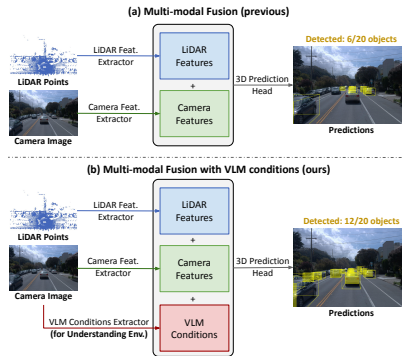 (a) Multi-modal Fusion (previous)
LiDAR Points
LiDAR Feat.
Extractor
LiDAR
Features
+
Camera Image
Camera Feat.
Extractor
Camera
Features
3D Prediction
Head
Detected: 6/20 objects
Predictions
(b) Multi-modal Fusion with VLM conditions (ours)
LiDAR Points
LiDAR Feat.
Extractor
LiDAR
Features
+
Camera Image
Camera Feat.
Extractor
Camera
Features
+
VLM Conditions Extractor
(for Understanding Env.)
VLM
Conditions
3D Prediction
Head
Detected: 12/20 objects
Predictions